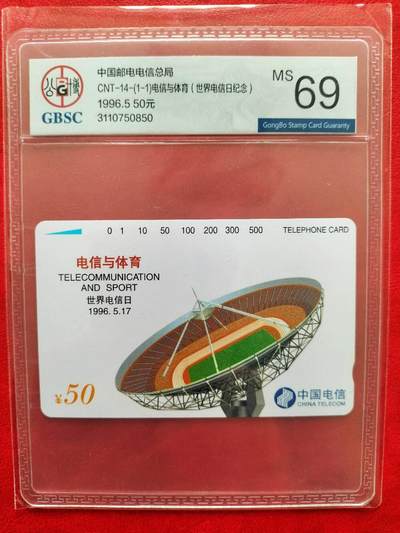 中国邮电电信总局
CNT-14-(1-1)电信与体育(世界电信日纪念)
1996.5 50元
3110750850
GBSC
MS 69
GongBo Stamp Card Guaranty
0 1 10 50 100 200 300 500 TELEPHONE CARD
电信与体育
TELECOMMUNICATION
AND SPORT
世界电信日
1996.5.17
¥50
中国电信
CHINA TELECOM